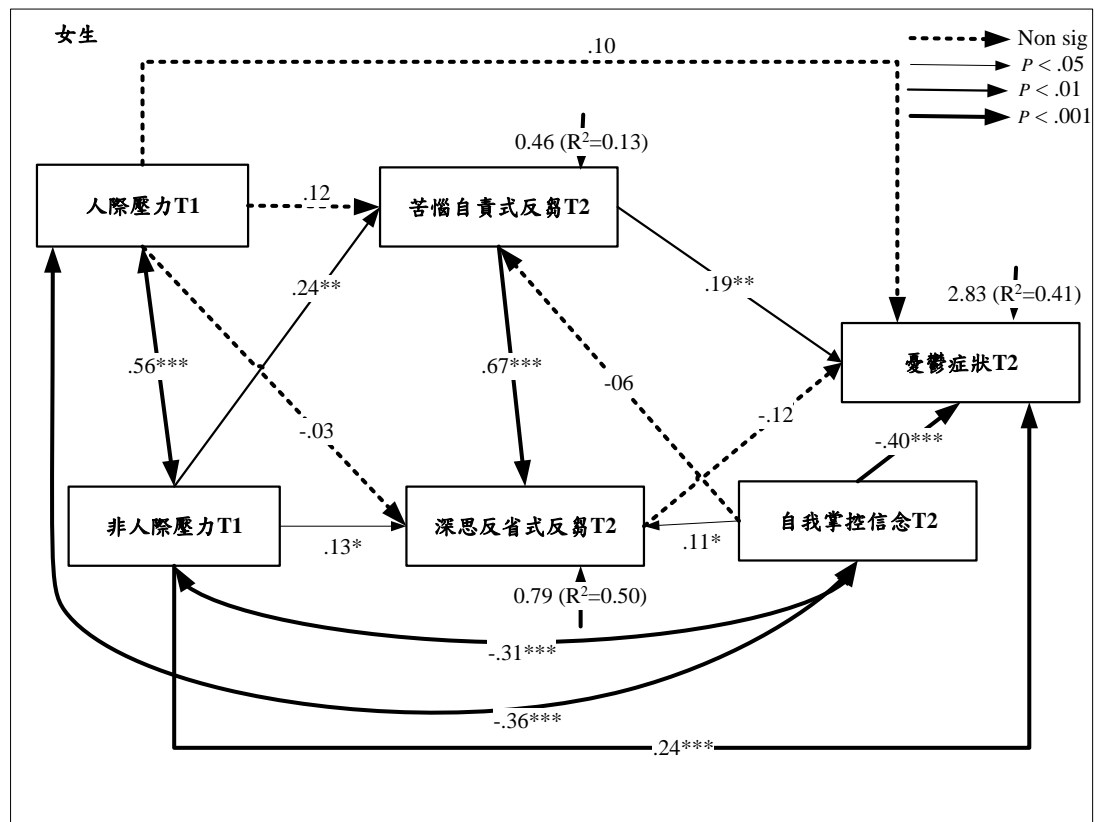 女生
.10
Non sig
P < .05
P < .01
P < .001
0.46 (R²=0.13)
人際壓力T1
.12
苦惱自責式反芻T2
.24**
.19**
2.83 (R²=0.41)
.56***
.67***
-06
-.12
憂鬱症狀T2
-.03
-.40***
非人際壓力T1
.13*
深思反省式反芻T2
.11*
自我掌控信念T2
0.79 (R²=0.50)
-.31***
-.36***
.24***